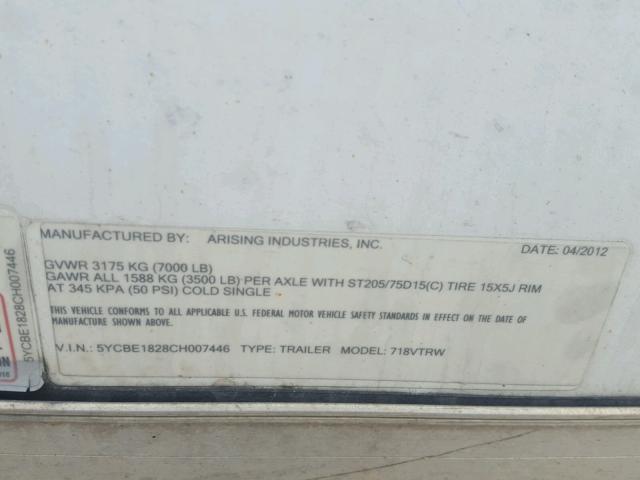 MANUFACTURED BY: ARISING INDUSTRIES, INC. DATE: 04/2012
GVWR 3175 KG (7000 LB)
GAWR ALL 1588 KG (3500 LB) PER AXLE WITH ST205/75D15(C) TIRE 15X5J RIM
AT 345 KPA (50 PSI) COLD SINGLE
THIS VEHICLE CONFORMS TO ALL APPLICABLE U.S. FEDERAL MOTOR VEHICLE SAFETY STANDARDS IN EFFECT ON THE DATE OF
MANUFACTURE SHOWN ABOVE.
V.I.N.: 5YCBE1828CH007446 TYPE: TRAILER MODEL: 718VTRW
5YCBE1828CH007446